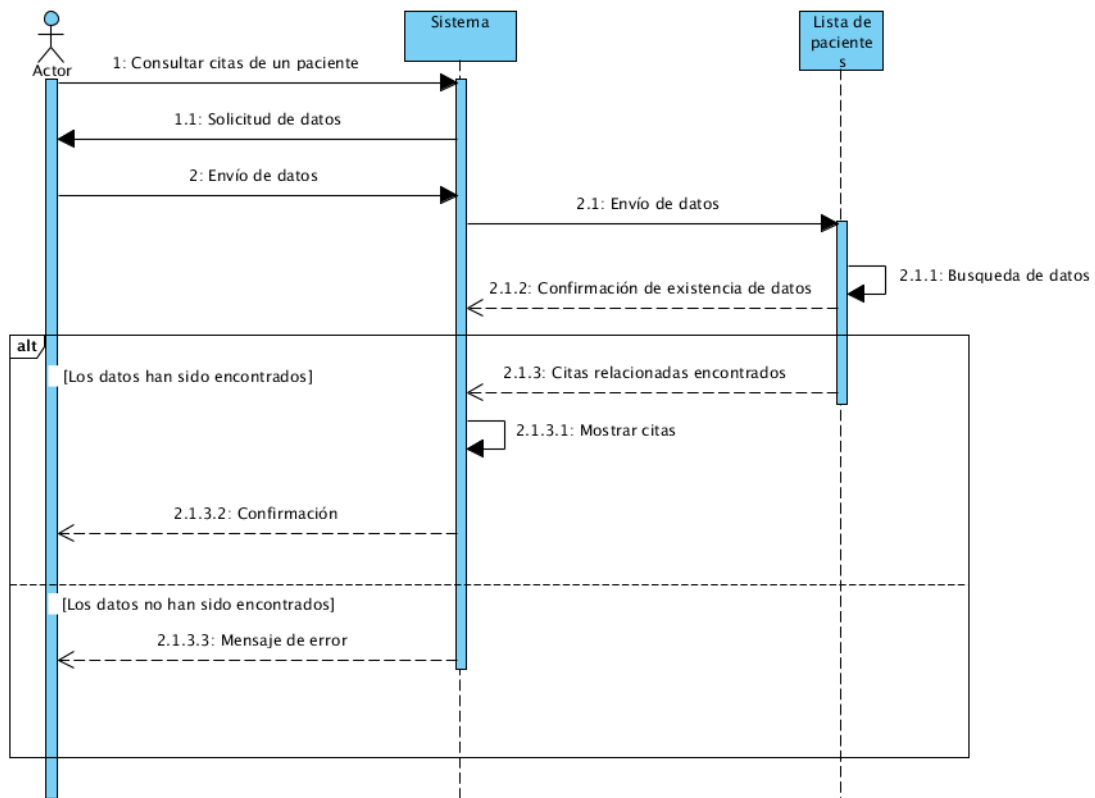 Sistema
Lista de
paciente
s
Actor
1: Consultar citas de un paciente
1.1: Solicitud de datos
2: Envío de datos
2.1: Envío de datos
2.1.1: Busqueda de datos
2.1.2: Confirmación de existencia de datos
alt
[Los datos han sido encontrados]
2.1.3: Citas relacionadas encontrados
2.1.3.1: Mostrar citas
2.1.3.2: Confirmación
[Los datos no han sido encontrados]
2.1.3.3: Mensaje de error